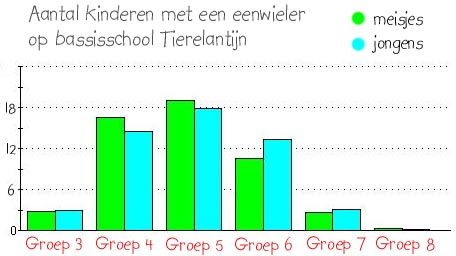 Aantal kinderen met een eenwieler
op bassisschool Tierelantijn
meisjes
jongens
18
12
6
0
Groep 3 Groep 4 Groep 5 Groep 6 Groep 7 Groep 8